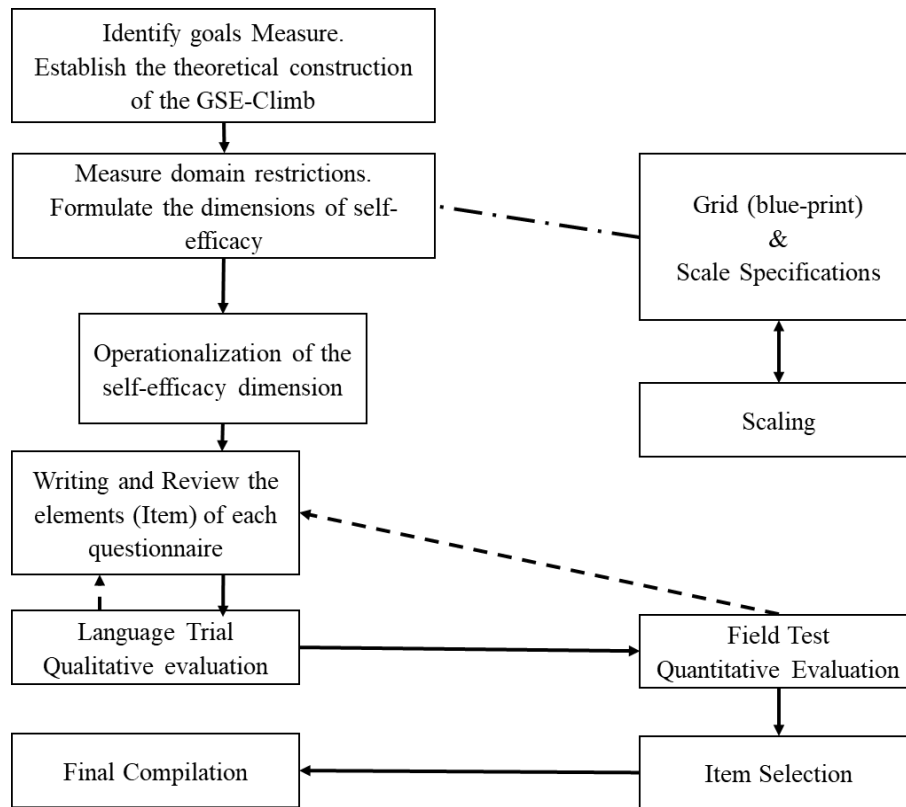 Identify goals Measure.
Establish the theoretical construction
of the GSE-Climb
Measure domain restrictions.
Formulate the dimensions of self-
efficacy
Grid (blue-print)
&
Scale Specifications
Operationalization of the
self-efficacy dimension
Scaling
Writing and Review the
elements (Item) of each
questionnaire
Language Trial
Qualitative evaluation
Field Test
Quantitative Evaluation
Final Compilation
Item Selection